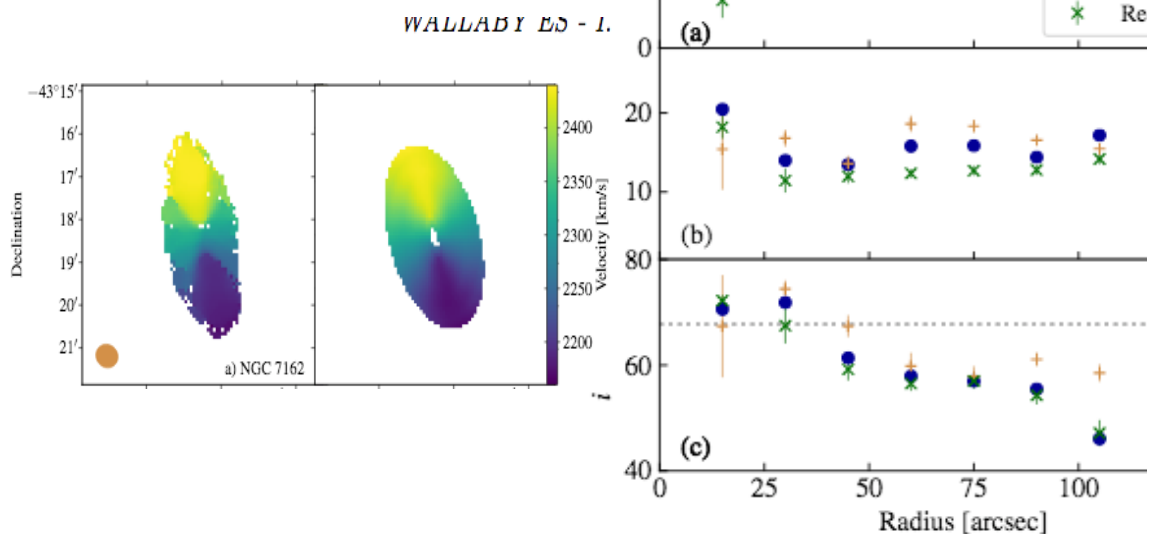 WALLABY ES - I.
−43°15′
16′
17′
18′
19′
20′
21′
Declination
a) NGC 7162
2400
2350
2300
2250
2200
Velocity [km/s]
Re
(a)
0
20
10
(b)
80
60
40
i
(c)
0 25 50 75 100
Radius [arcsec]